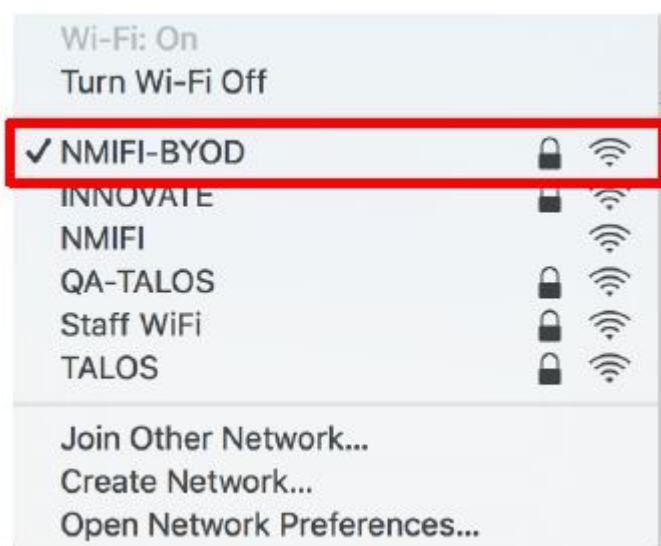 Wi-Fi: On
Turn Wi-Fi Off
NMIFI-BYOD
INNOVATE
NMIFI
QA-TALOS
Staff WiFi
TALOS
Join Other Network...
Create Network...
Open Network Preferences...